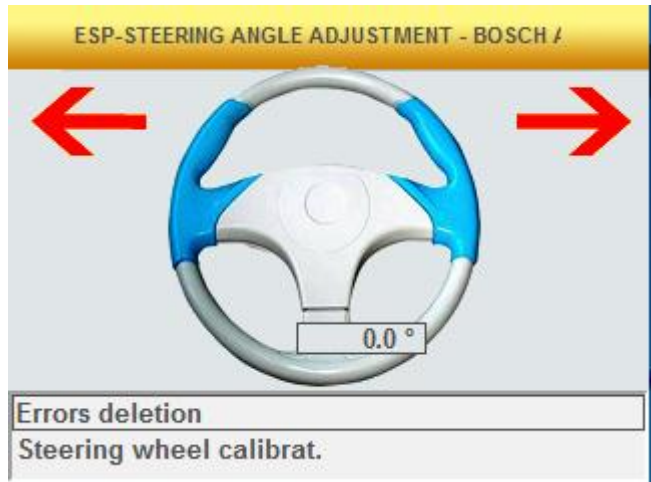 ESP-STEERING ANGLE ADJUSTMENT - BOSCH
0.0 °
Errors deletion
Steering wheel calibrat.